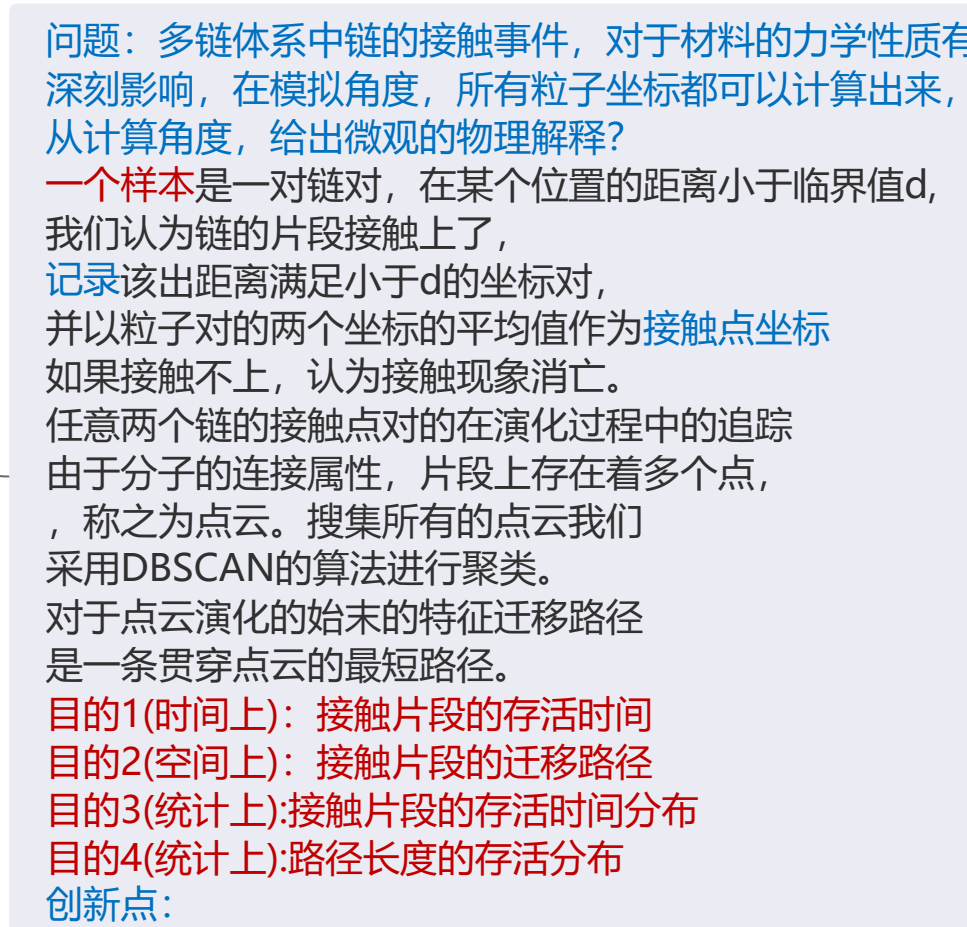 问题：多链体系中链的接触事件，对于材料的力学性质有
深刻影响，在模拟角度，所有粒子坐标都可以计算出来，
从计算角度，给出微观的物理解释？
一个样本是一对链对，在某个位置的距离小于临界值d,
我们认为链的片段接触上了，
记录该出距离满足小于d的坐标对，
并以粒子对的两个坐标的平均值作为接触点坐标
如果接触不上，认为接触现象消亡。
任意两个链的接触点对的在演化过程中的追踪
由于分子的连接属性，片段上存在着多个点，
，称之为点云。搜集所有的点云我们
采用DBSCAN的算法进行聚类。
对于点云演化的始末的特征迁移路径
是一条贯穿点云的最短路径。
目的1(时间上)：接触片段的存活时间
目的2(空间上)：接触片段的迁移路径
目的3(统计上):接触片段的存活时间分布
目的4(统计上):路径长度的存活分布
创新点：